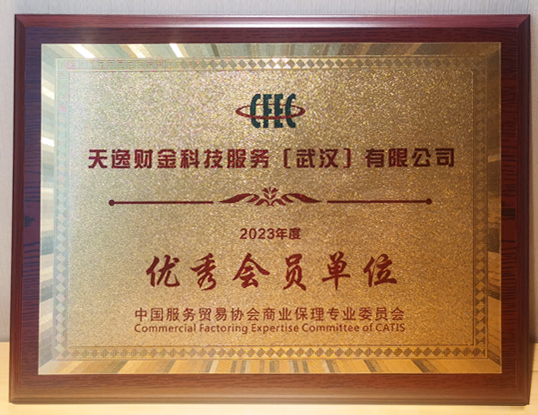 CFEC
天逸财金科技服务〔武汉〕有限公司
2023年度
优秀会员单位
中国服务贸易协会商业保理专业委员会
Commercial Factoring Expertise Committee of CATIS